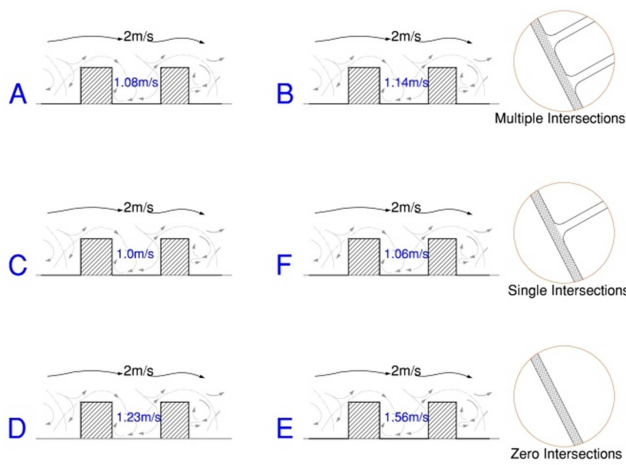 2m/s
1.08m/s
A
2m/s
1.14m/s
B
Multiple Intersections
2m/s
1.0m/s
C
2m/s
1.06m/s
F
Single Intersections
2m/s
1.23m/s
D
2m/s
1.56m/s
E
Zero Intersections